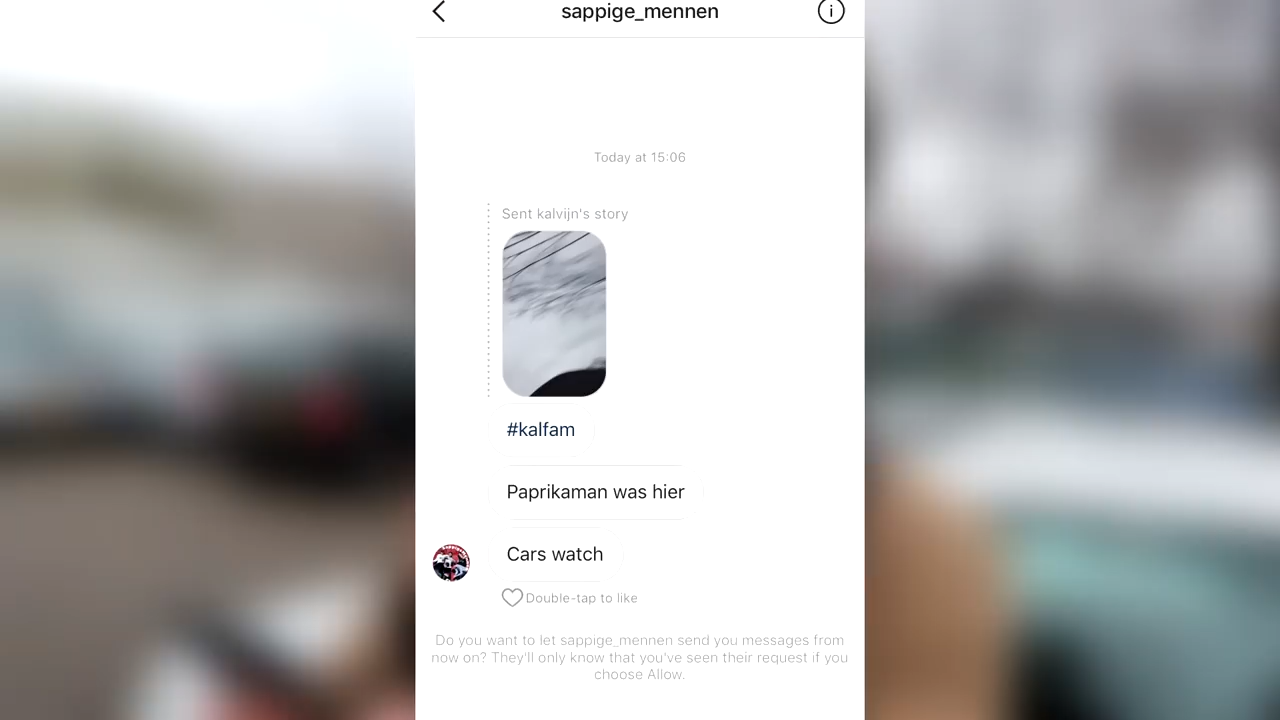 sappige_mennen
Today at 15:06
Sent kalvijn's story
#kalfam
Paprikaman was hier
Cars watch
Double-tap to like
Do you want to let sappige_mennen send you messages from
now on? They'll only know that you've seen their request if you
choose Allow.